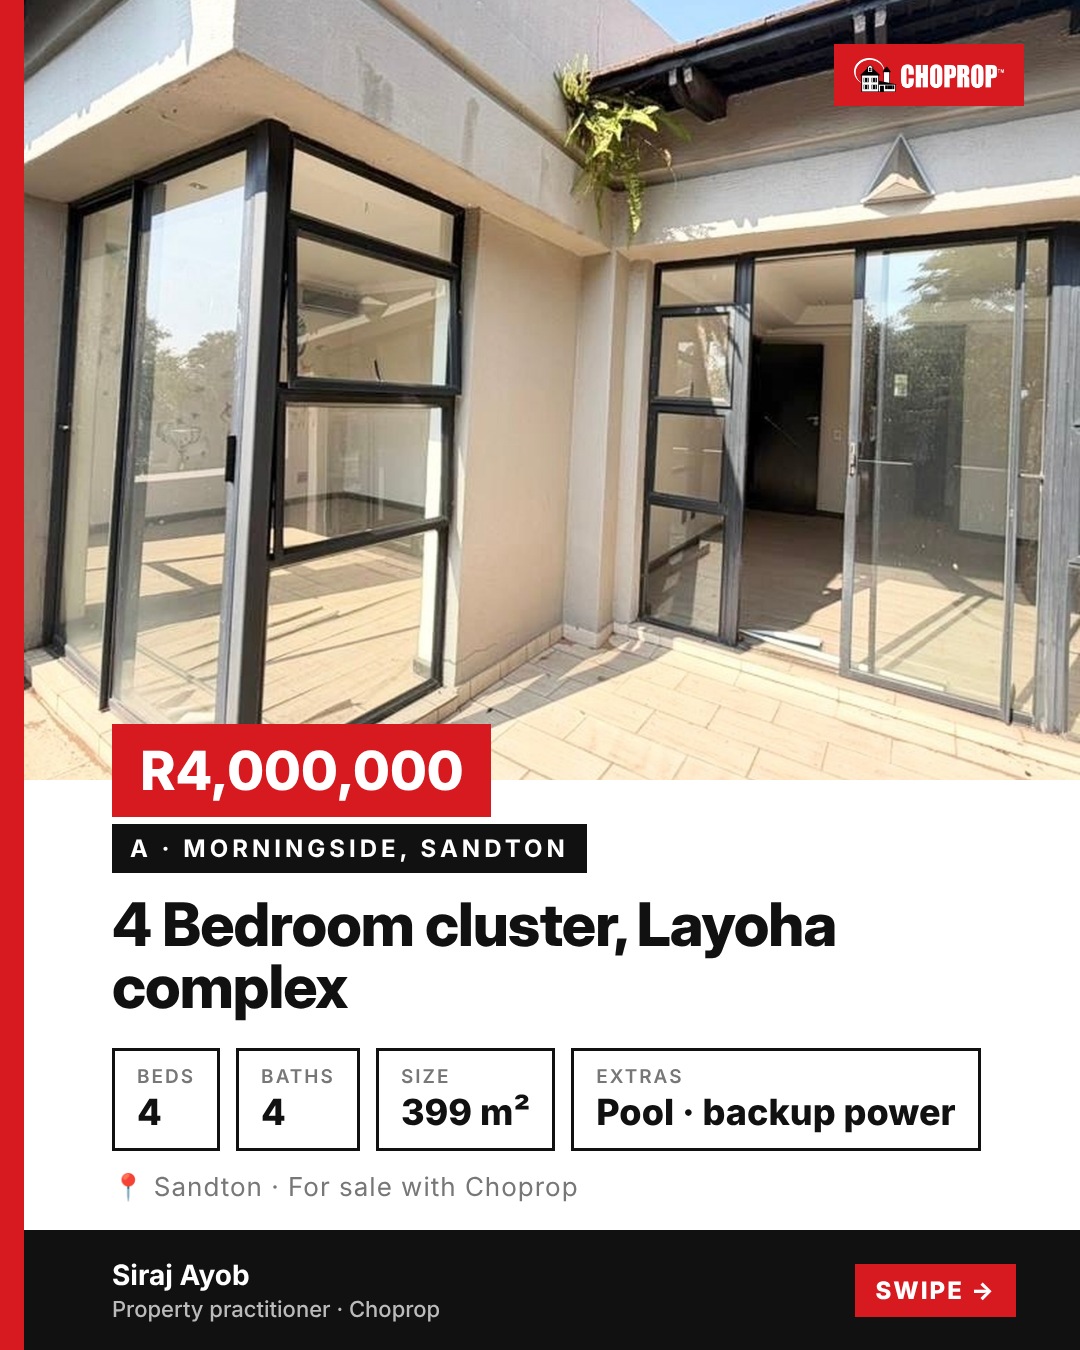 CHOPROP™
R4,000,000
A · MORNINGSIDE, SANDTON
4 Bedroom cluster, Layoha
complex
BEDS
4
BATHS
4
SIZE
399 m²
EXTRAS
Pool · backup power
📍 Sandton · For sale with Choprop
Siraj Ayob
Property practitioner · Choprop
SWIPE →